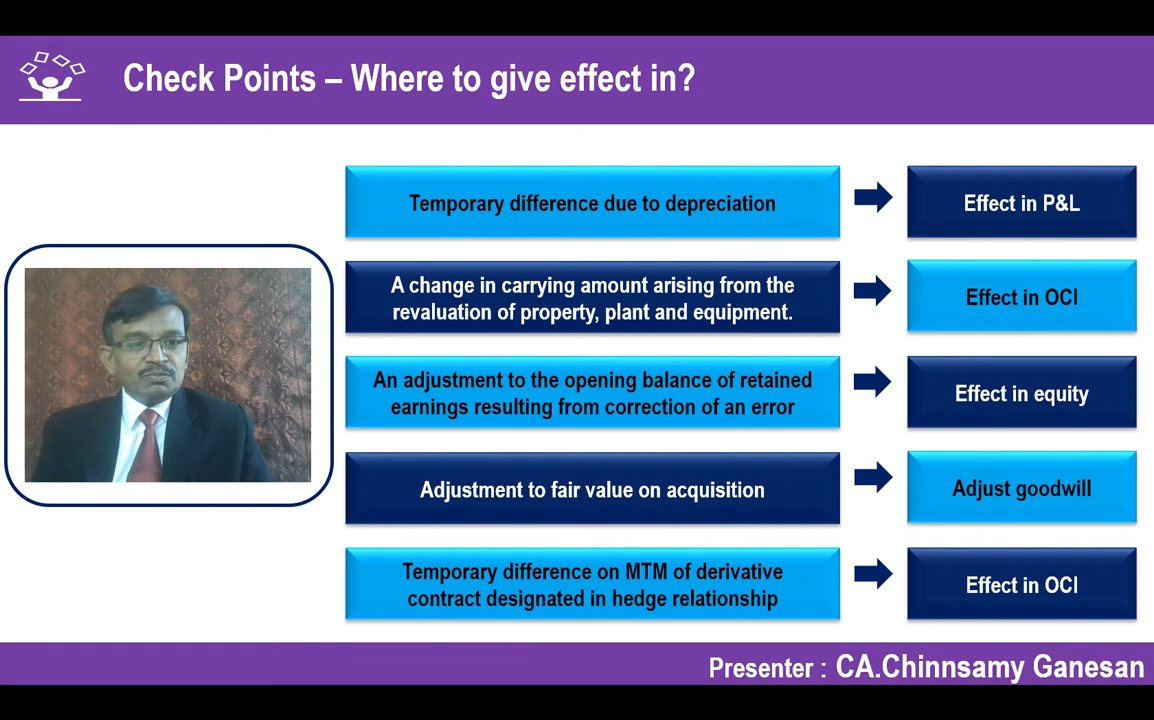 Check Points – Where to give effect in?
Temporary difference due to depreciation
Effect in P&L
A change in carrying amount arising from the
revaluation of property, plant and equipment.
Effect in OCI
An adjustment to the opening balance of retained
earnings resulting from correction of an error
Effect in equity
Adjustment to fair value on acquisition
Adjust goodwill
Temporary difference on MTM of derivative
contract designated in hedge relationship
Effect in OCI
Presenter : CA.Chinnsamy Ganesan